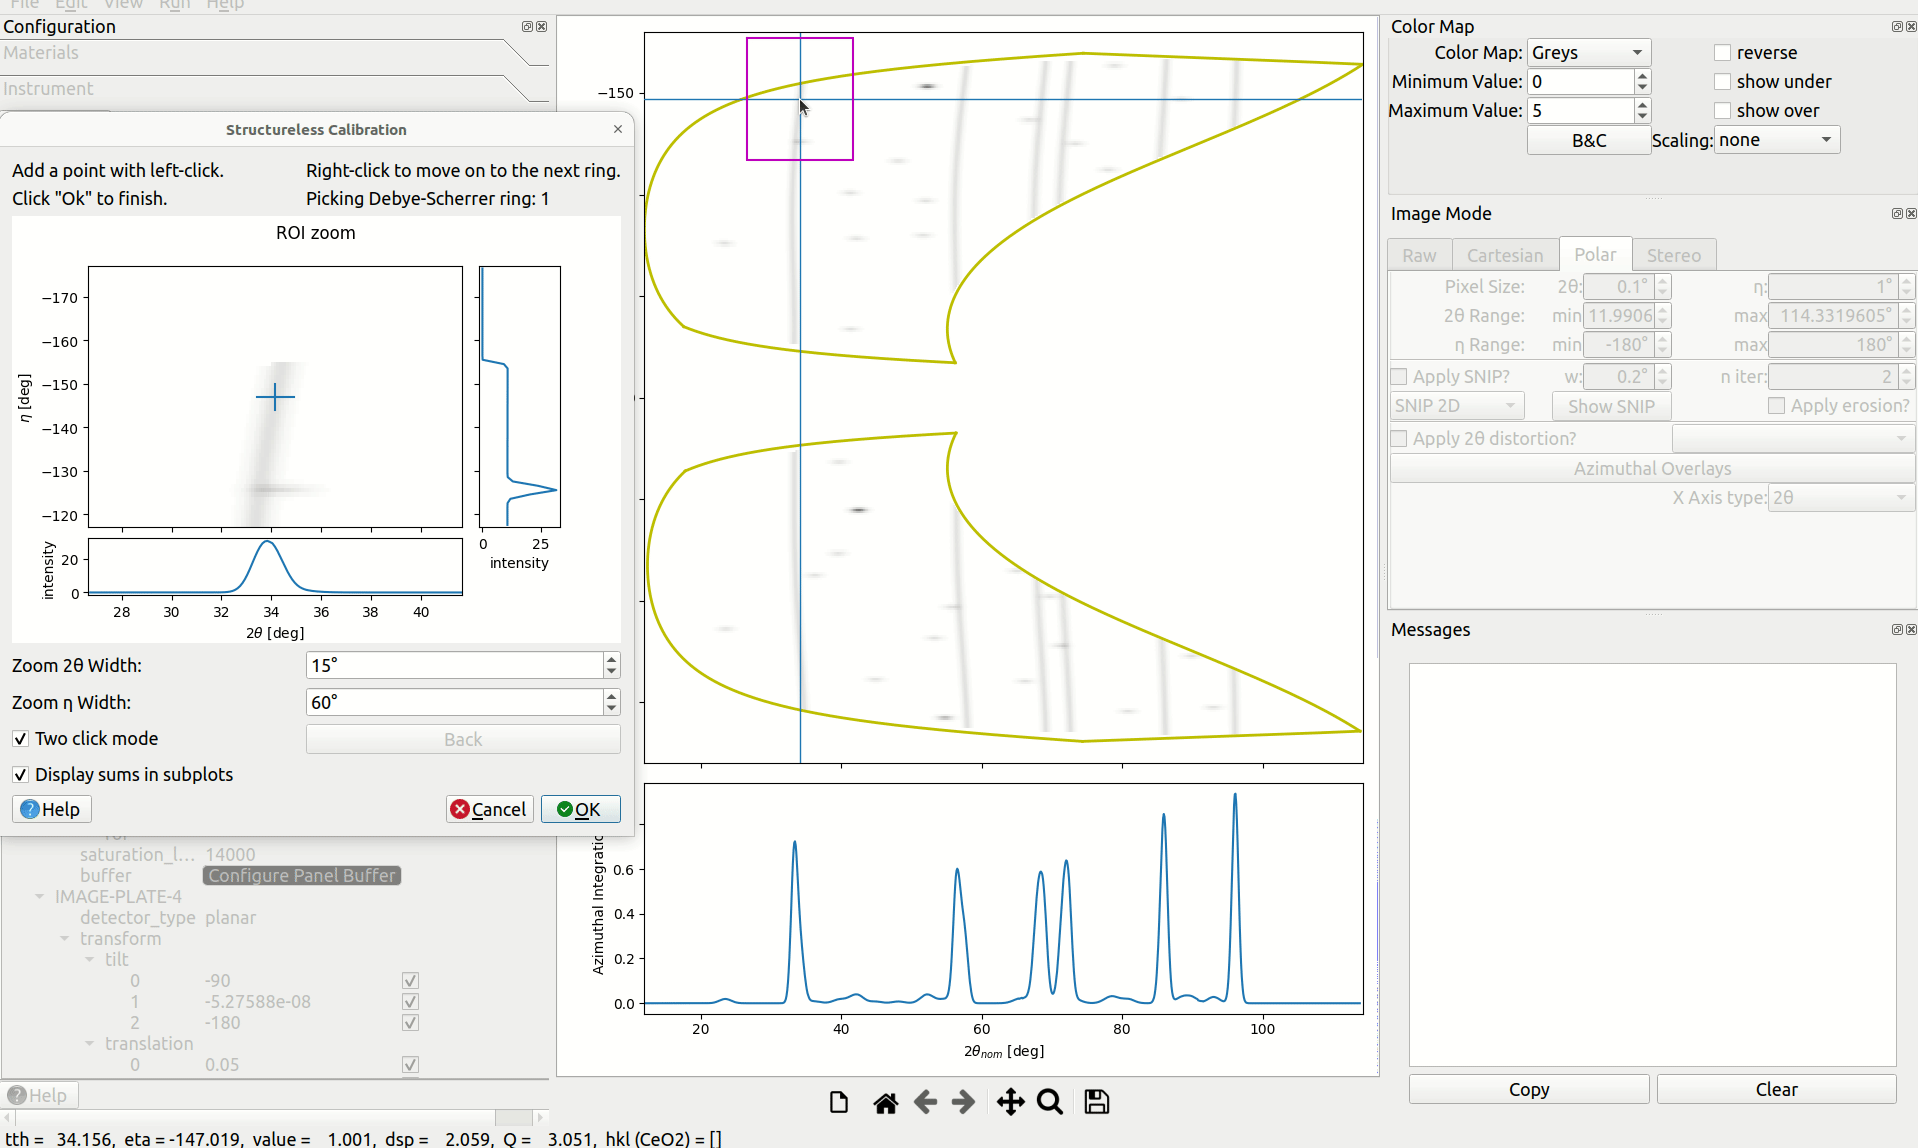 File Edit View Run Help
Configuration
Materials
Instrument
Structureless Calibration
Add a point with left-click.
Right-click to move on to the next ring.
Click "Ok" to finish.
Picking Debye-Scherrer ring: 1
ROI zoom
−170
−160
−150
−140
−130
−120
η [deg]
0
25
intensity
20
0
intensity
28
30
32
34
36
38
40
2θ [deg]
Zoom 2θ Width:
15°
Zoom η Width:
60°
Two click mode
Back
Display sums in subplots
Help
Cancel
OK
saturation_l... 14000
buffer
Configure Panel Buffer
IMAGE-PLATE-4
detector_type planar
transform
tilt
0 -90
1 -5.27588e-08
2 -180
translation
0 0.05
Help
tth = 34.156, eta = -147.019, value = 1.001, dsp = 2.059, Q = 3.051, hkl (CeO2) = []
−150
0.6
0.4
0.2
0.0
Azimuthal Integratio
20
40
60
80
100
2θnom [deg]
Color Map
Color Map:
Greys
reverse
Minimum Value:
0
show under
Maximum Value:
5
show over
B&C
Scaling:
none
Image Mode
Raw
Cartesian
Polar
Stereo
Pixel Size:
2θ:
0.1°
η:
1°
2θ Range:
min
11.9906
max
114.3319605°
η Range:
min
-180°
max
180°
Apply SNIP?
w:
0.2°
n iter:
2
SNIP 2D
Show SNIP
Apply erosion?
Apply 2θ distortion?
Azimuthal Overlays
X Axis type:
2θ
Messages
Copy
Clear